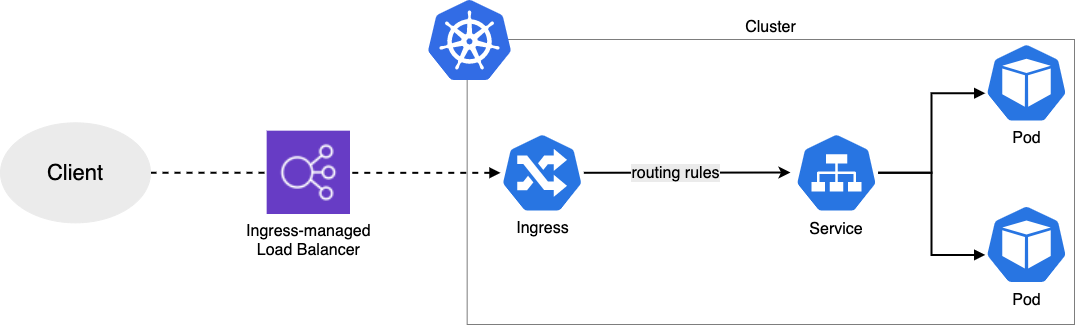 Cluster
Client
Ingress-managed
Load Balancer
Ingress
routing rules
Service
Pod
Pod